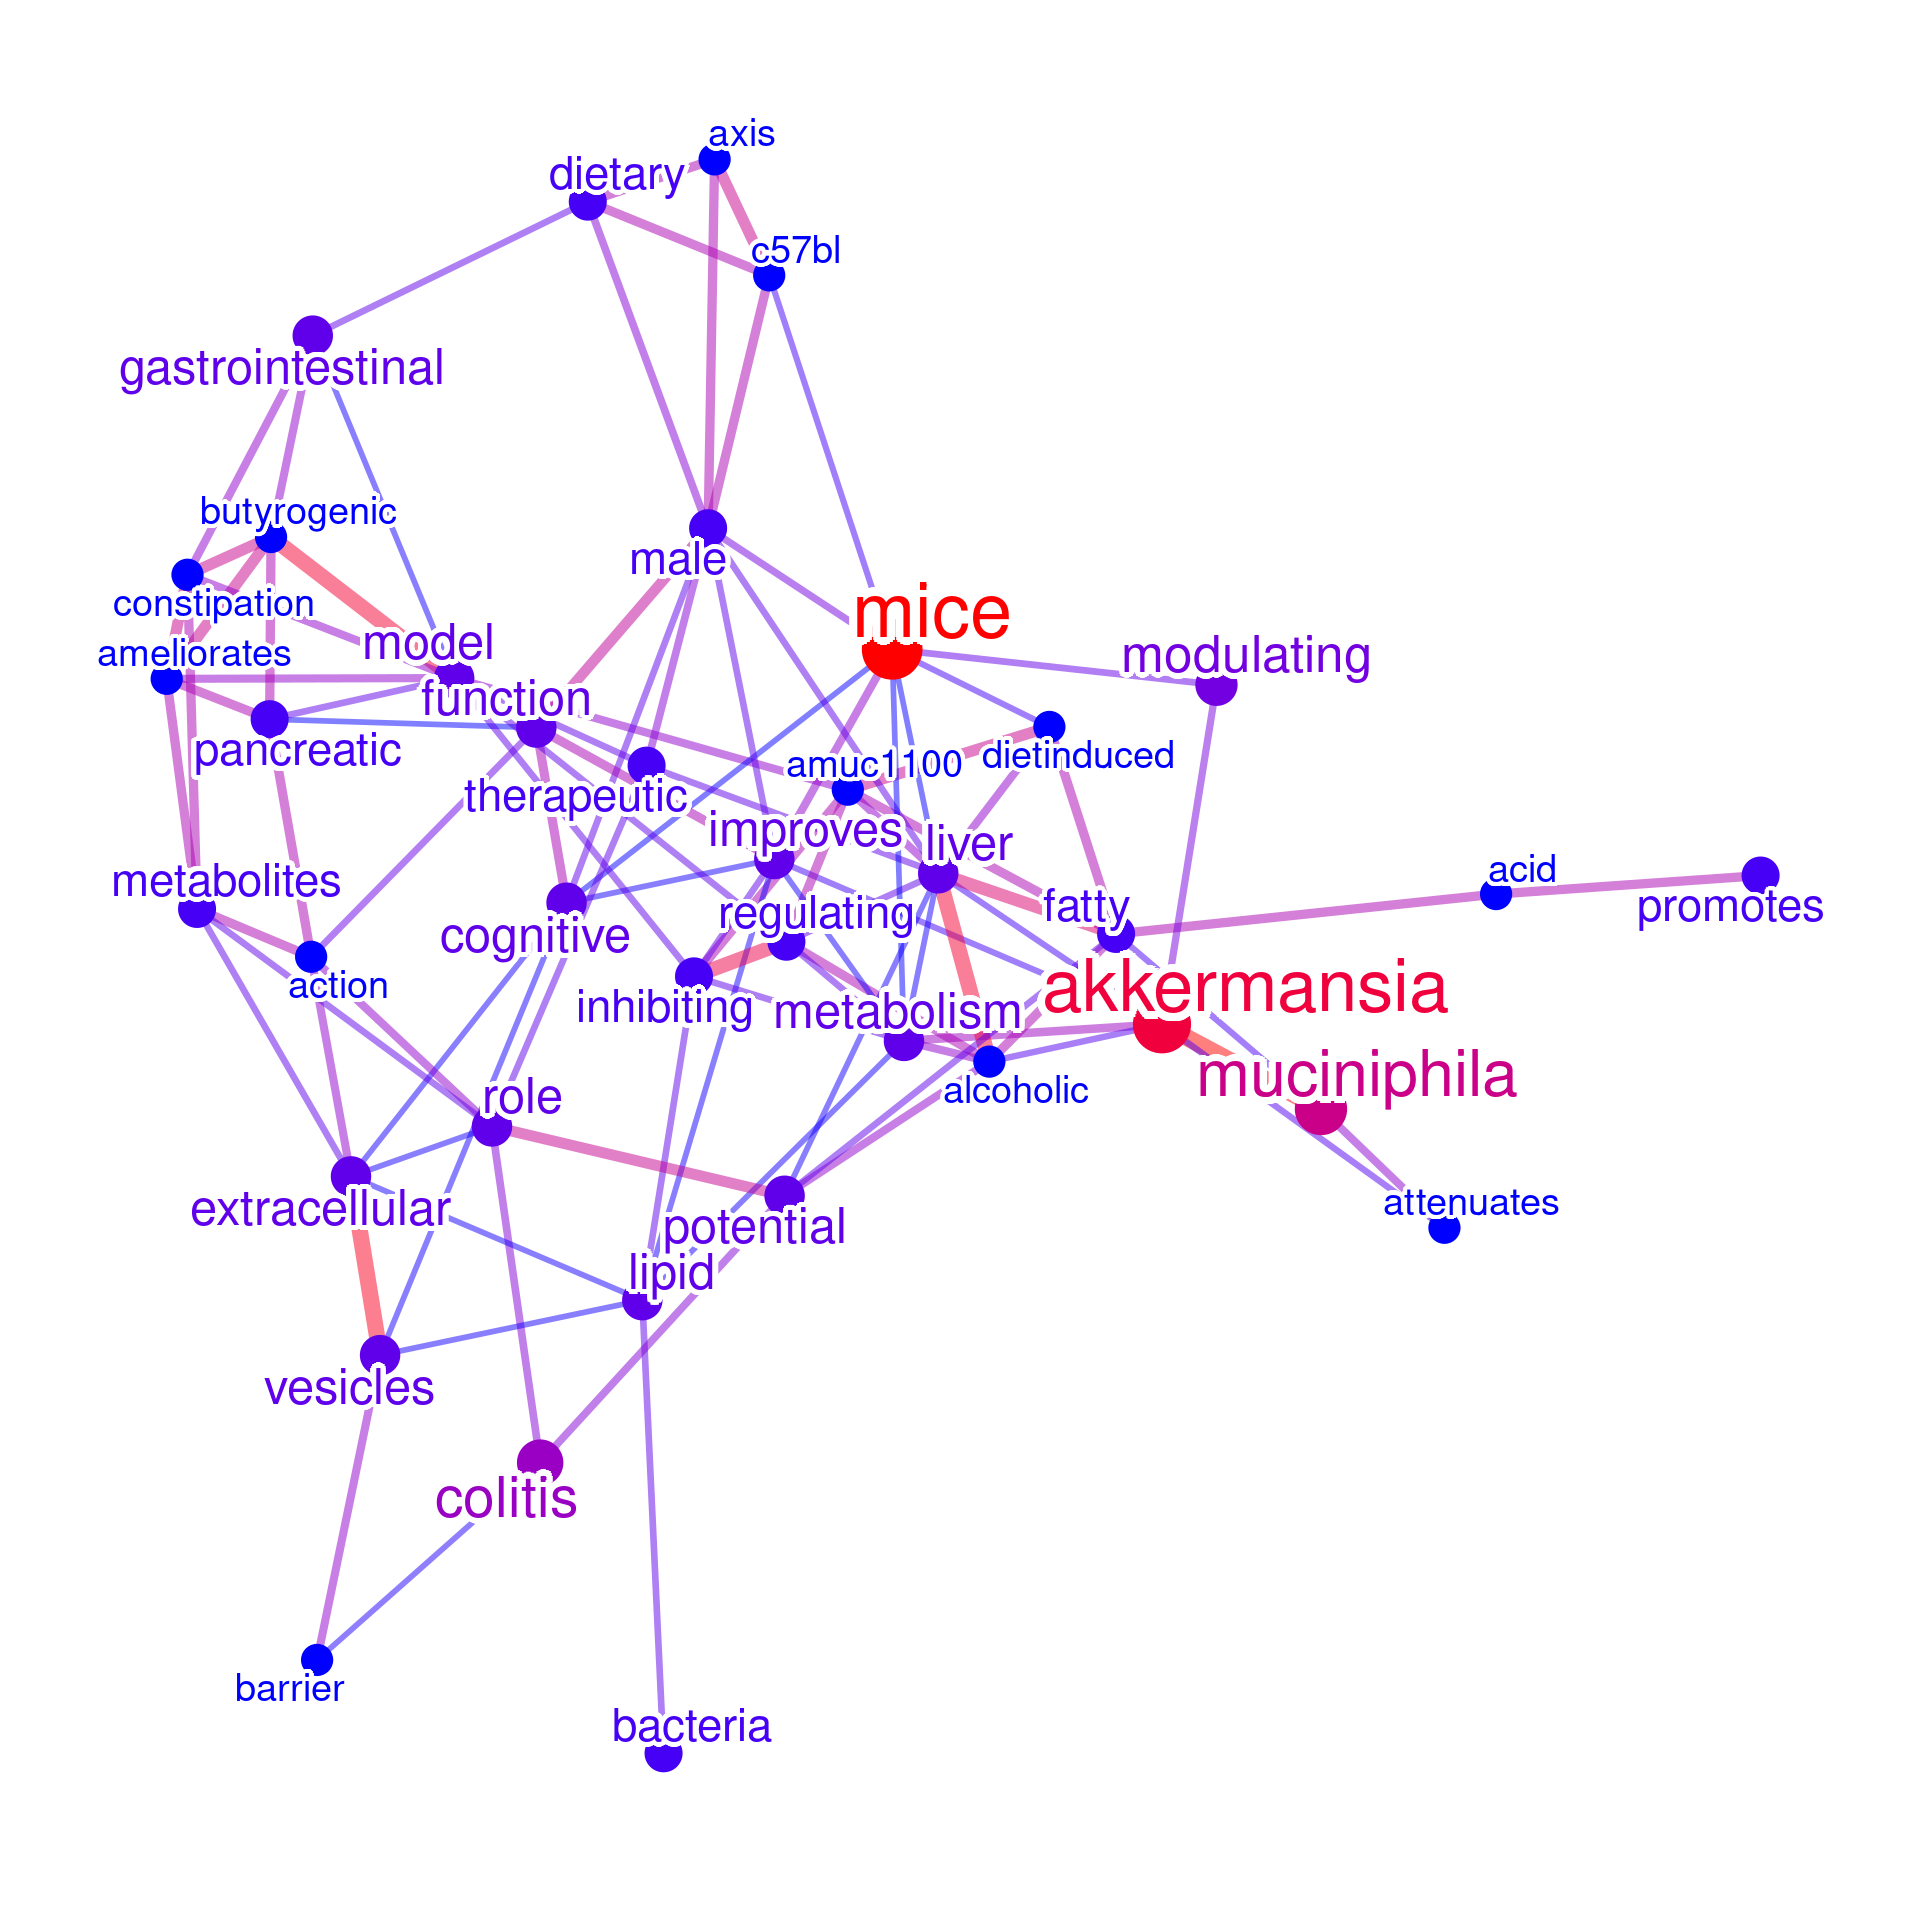 axis
dietary
c57bl
gastrointestinal
butyrogenic
male
constipation
mice
model
ameliorates
modulating
function
pancreatic
dietinduced
amuc1100
therapeutic
improves
liver
acid
metabolites
fatty
promotes
regulating
cognitive
action
akkermansia
inhibiting
metabolism
muciniphila
alcoholic
role
attenuates
extracellular
potential
lipid
vesicles
colitis
barrier
bacteria